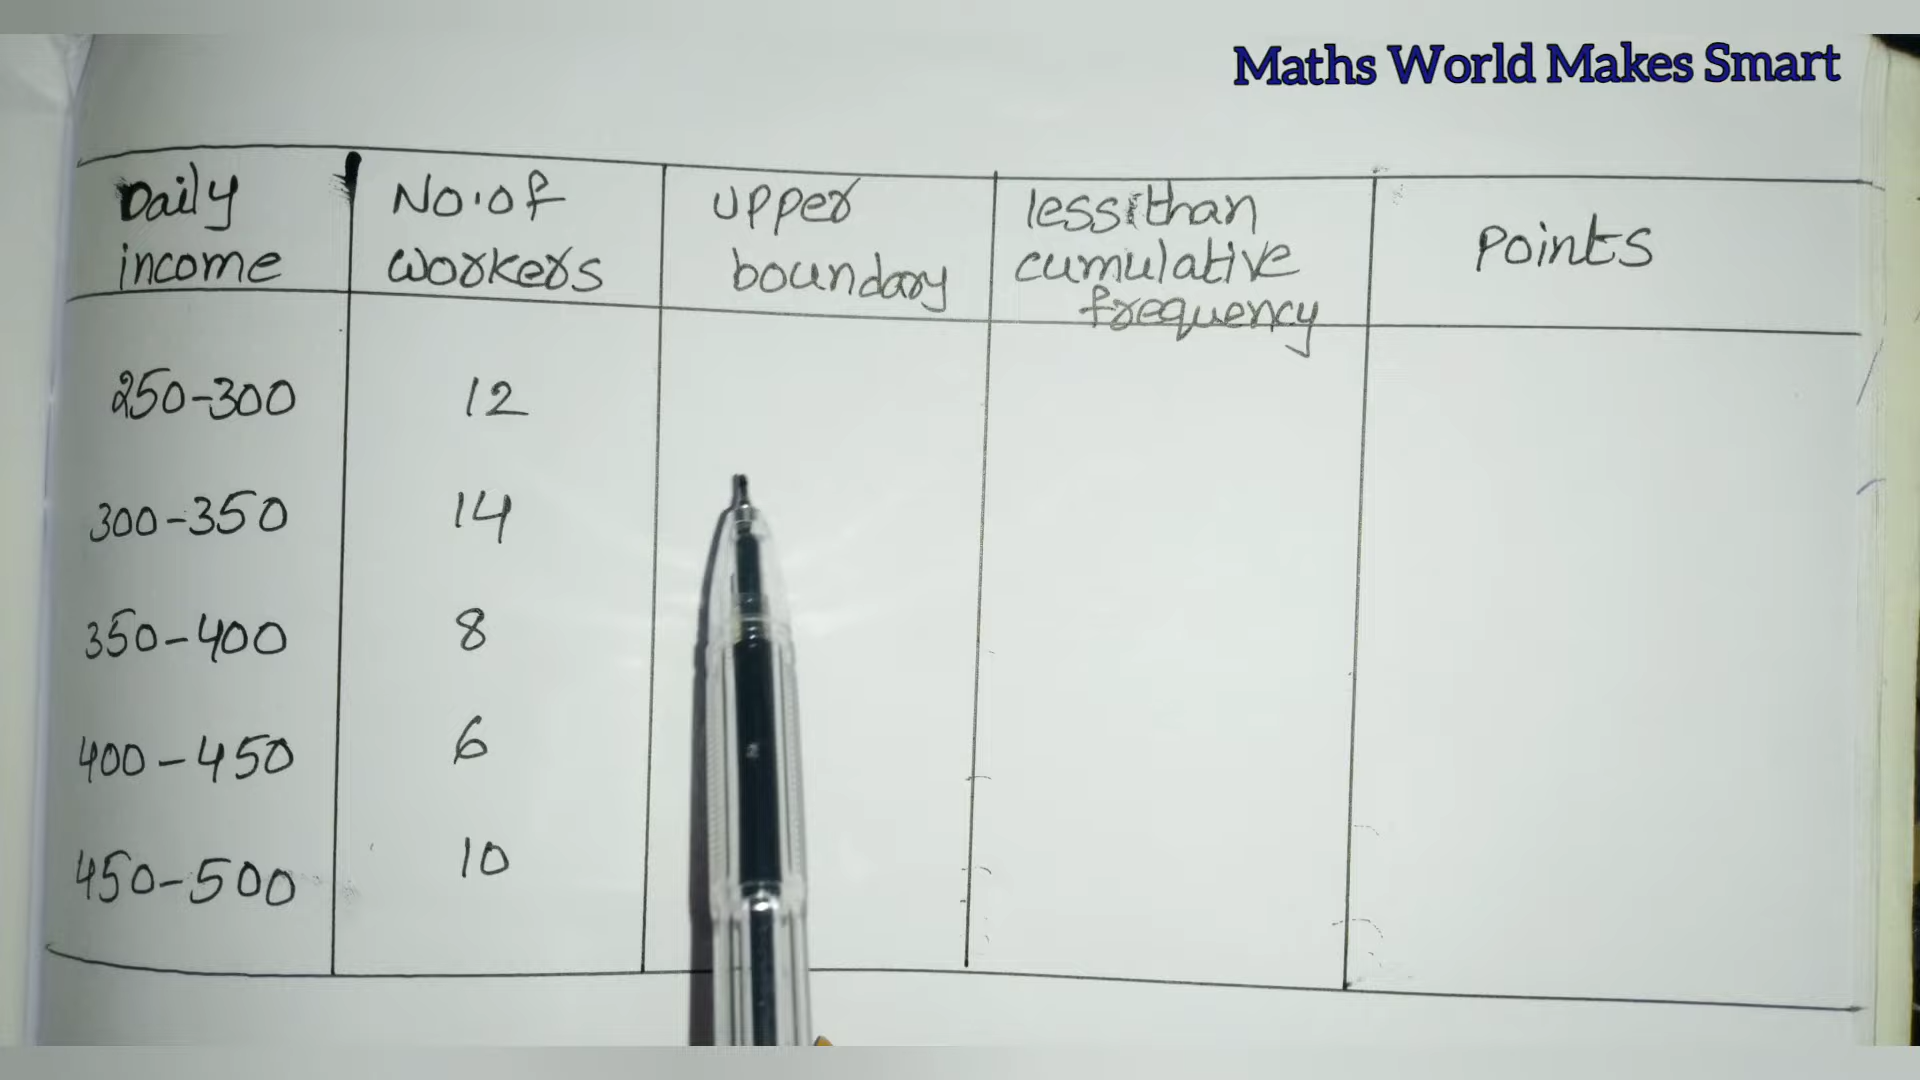 Maths World Makes Smart
Daily income | No. of workers | upper boundary | less than cumulative frequency | points
250-300 | 12
300-350 | 14
350-400 | 8
400-450 | 6
450-500 | 10